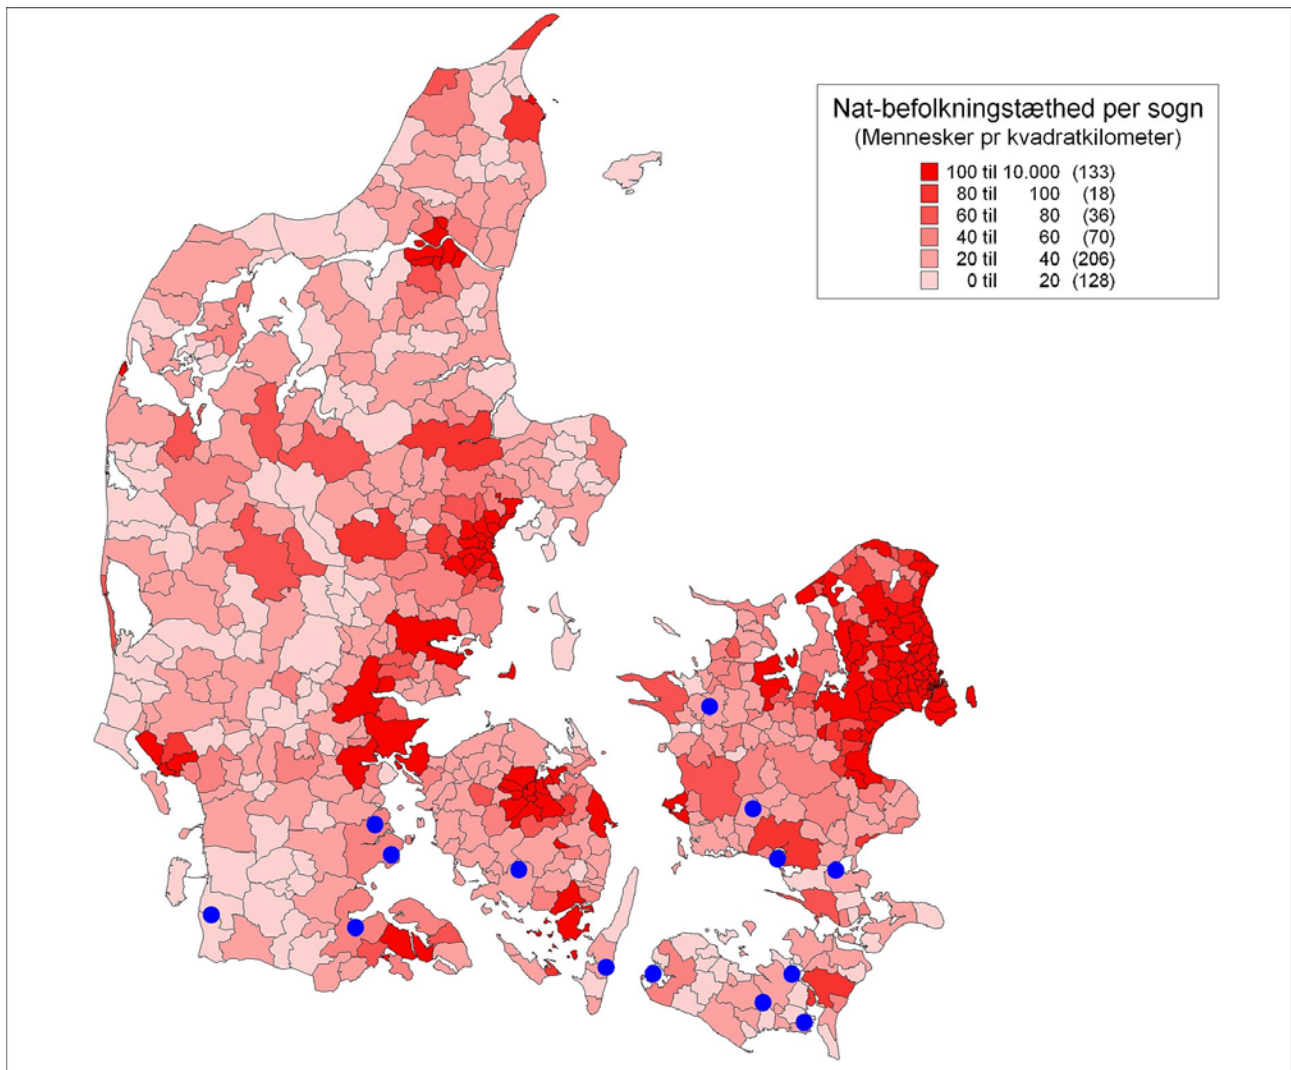 Nat-befolkningstæthed per sogn
(Mennesker pr kvadratkilometer)
100 til 10.000 (133)
80 til 100 (18)
60 til 80 (36)
40 til 60 (70)
20 til 40 (206)
0 til 20 (128)